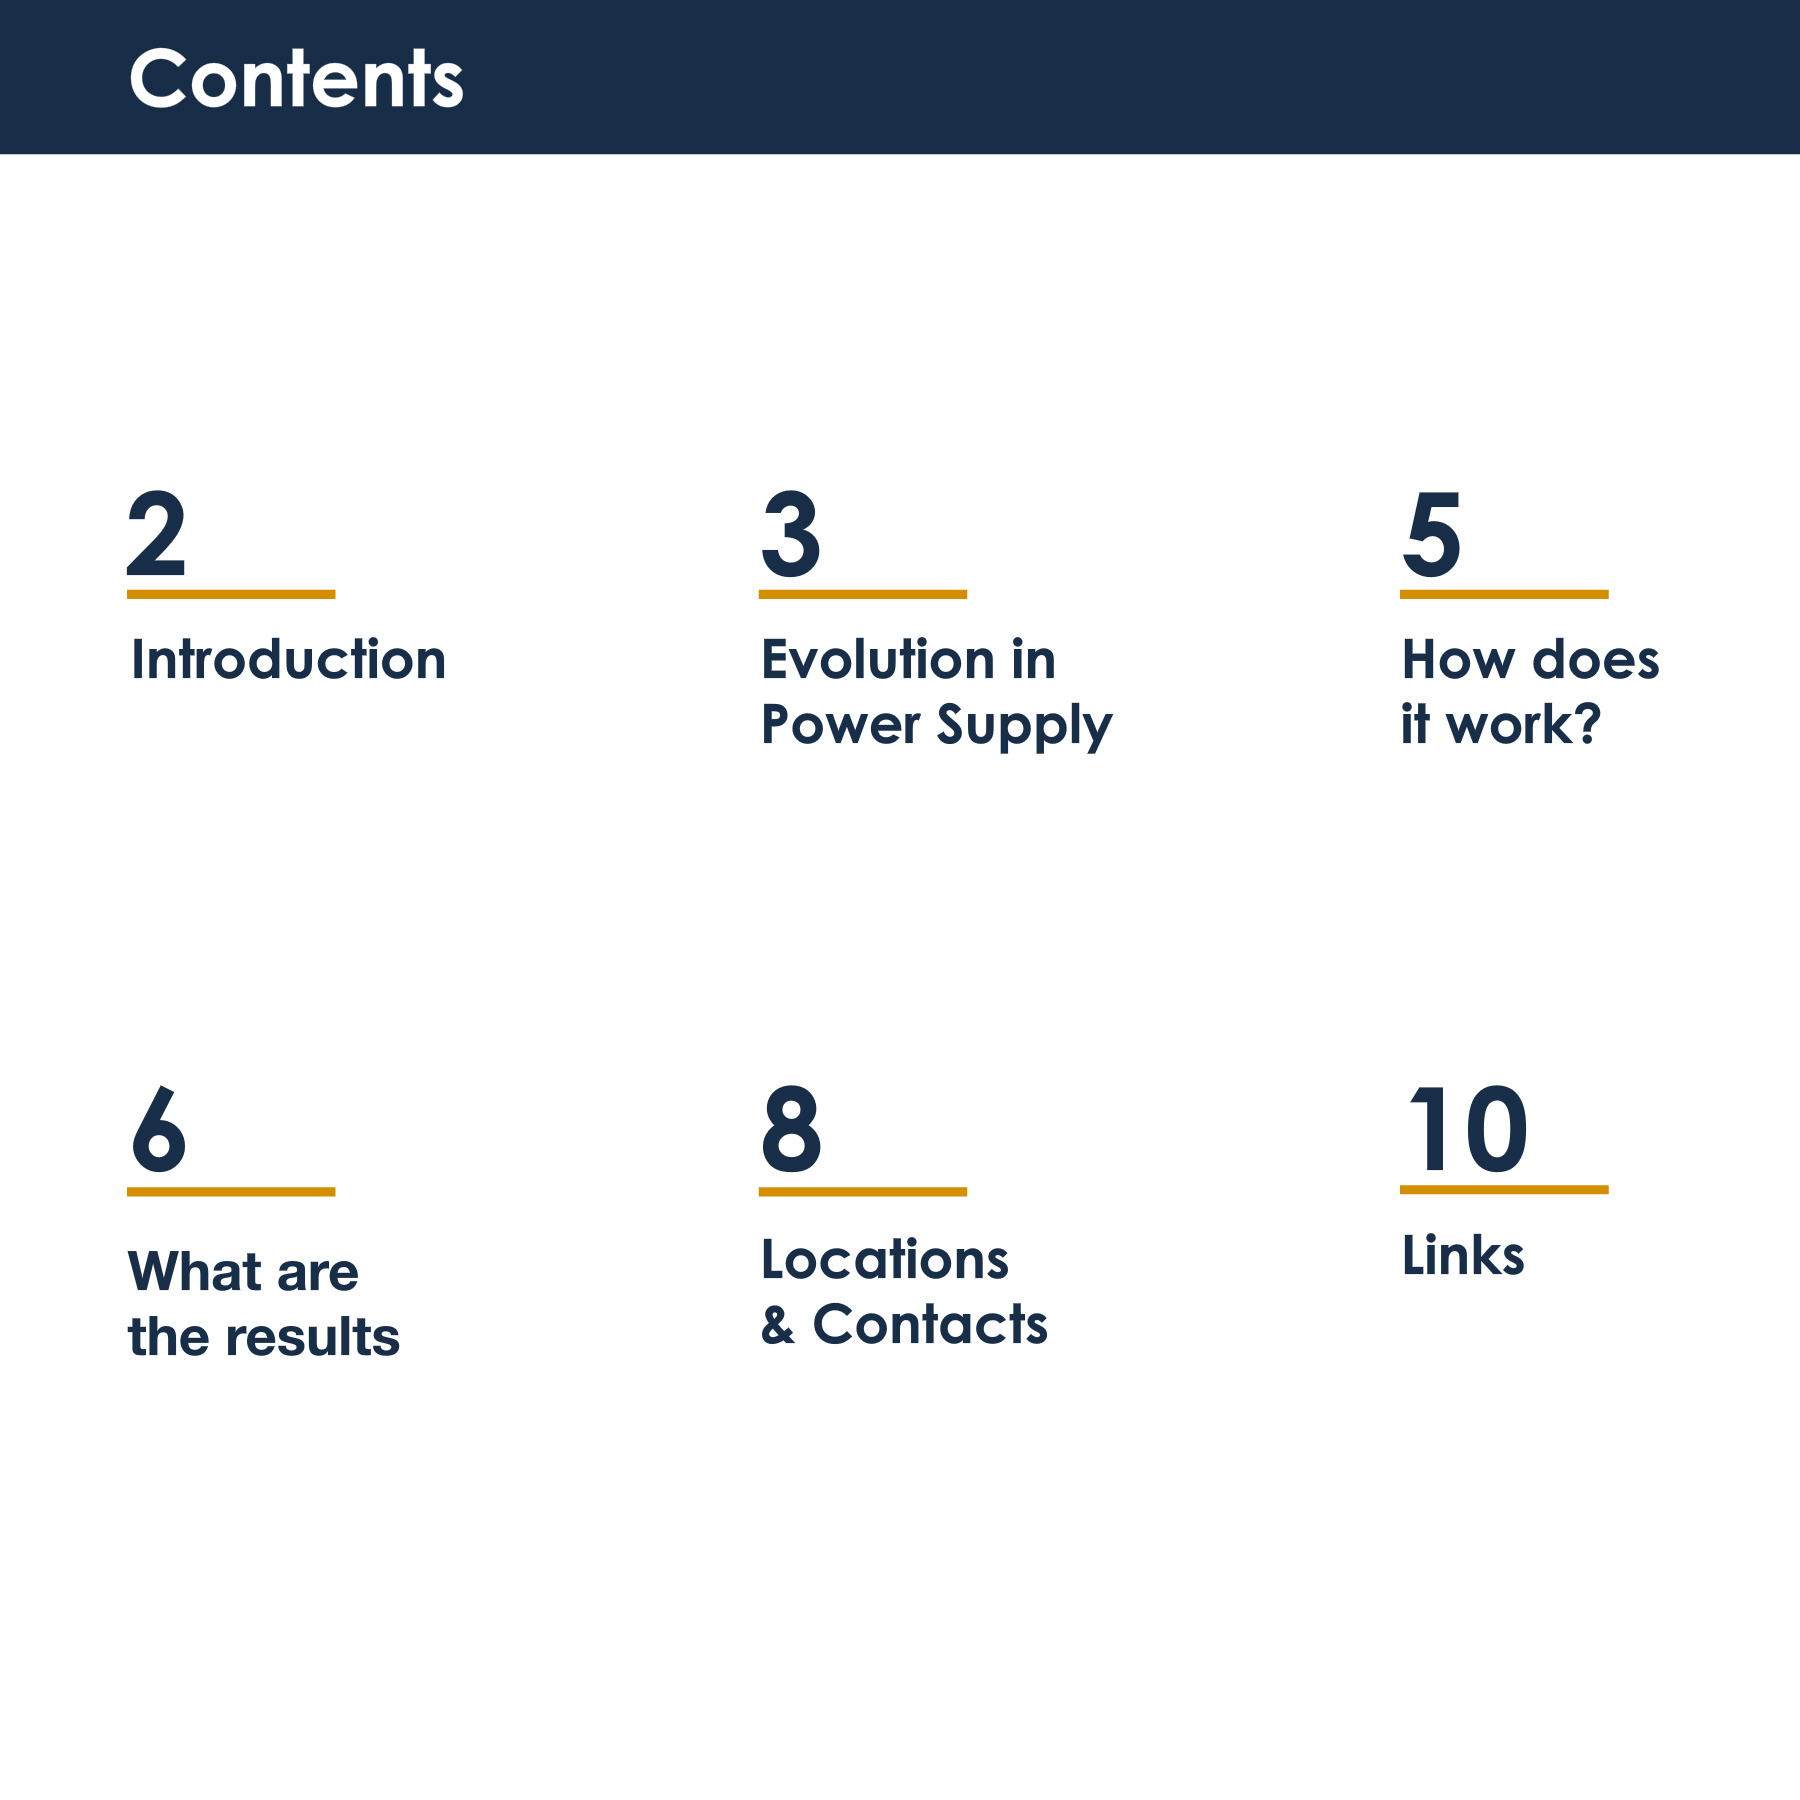 Contents
2
Introduction
3
Evolution in
Power Supply
5
How does
it work?
6
What are
the results
8
Locations
& Contacts
10
Links